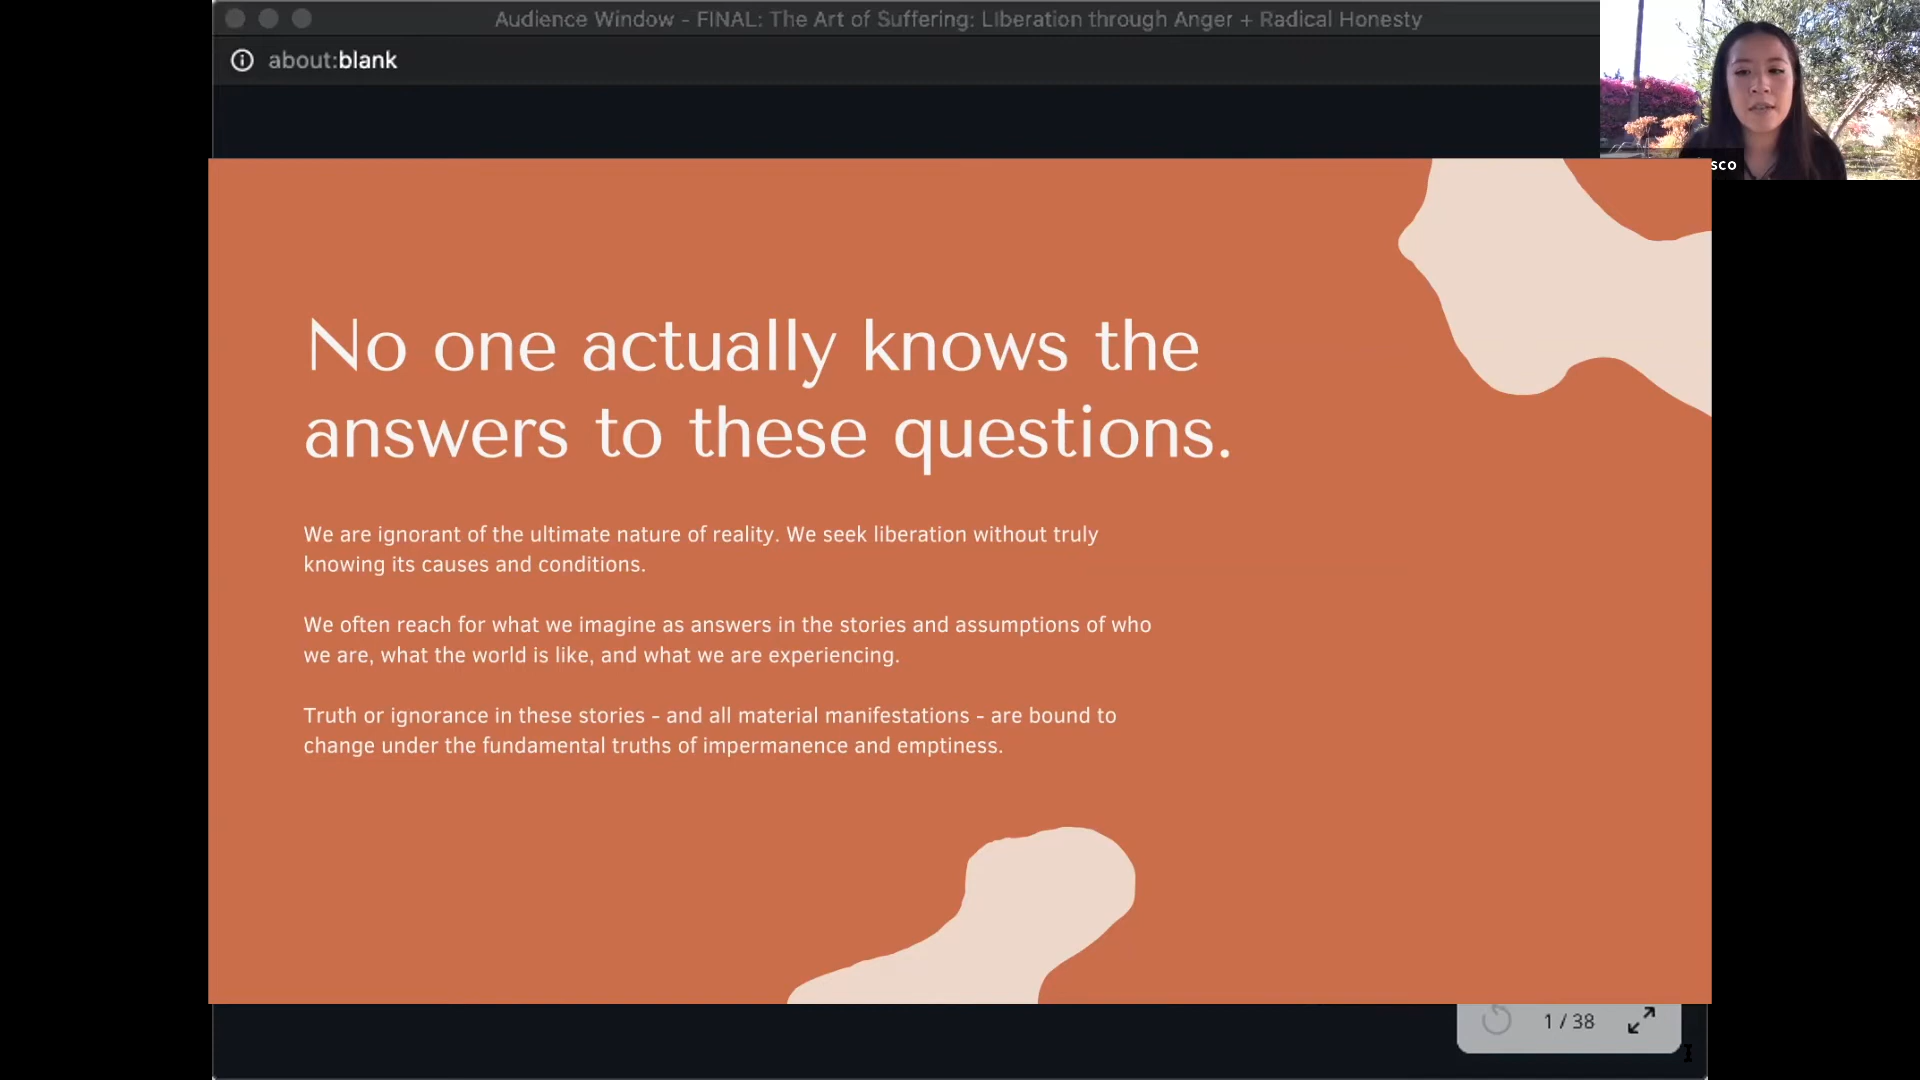 Audience Window - FINAL: The Art of Suffering: LIberation through Anger + Radical Honesty
about:blank
sco
No one actually knows the
answers to these questions.
We are ignorant of the ultimate nature of reality. We seek liberation without truly
knowing its causes and conditions.
We often reach for what we imagine as answers in the stories and assumptions of who
we are, what the world is like, and what we are experiencing.
Truth or ignorance in these stories - and all material manifestations - are bound to
change under the fundamental truths of impermanence and emptiness.
1 / 38